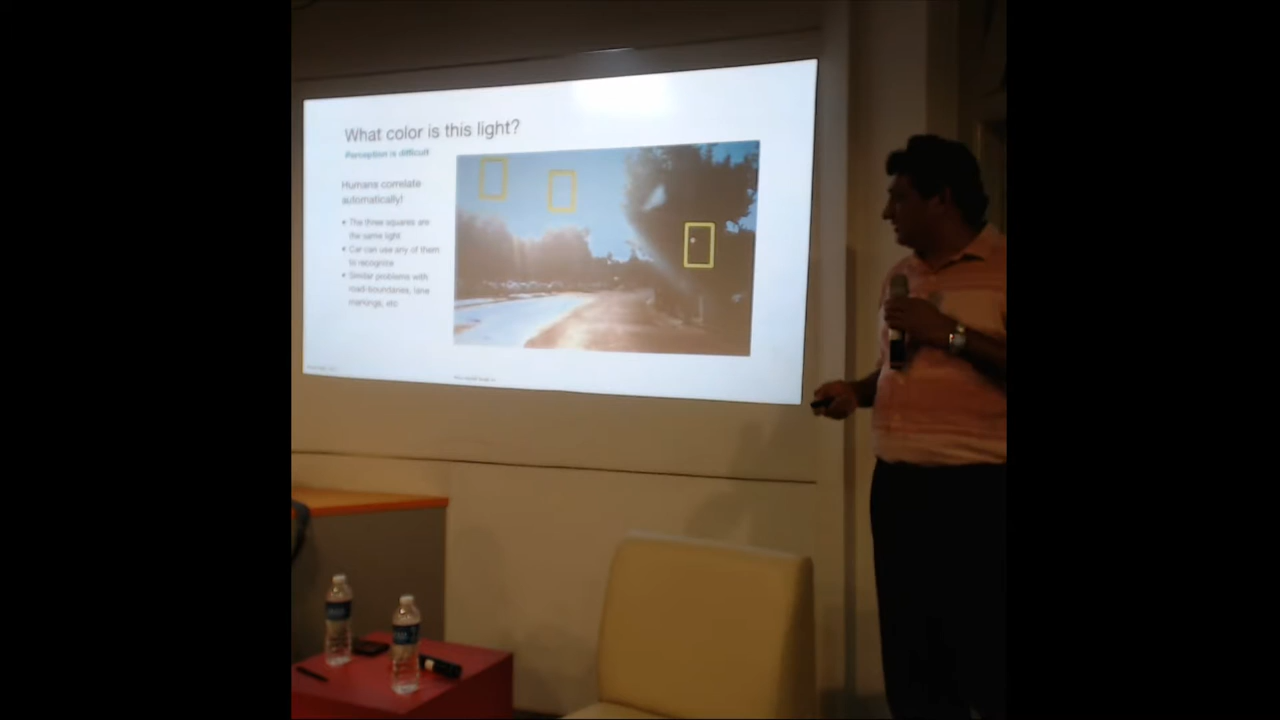 What color is this light?
Perception is difficult
Humans correlate
automatically!
• The three squares are
the same light
• Car can use any of them
to recognize
• Similar problems with
road boundaries, lane
markings, etc